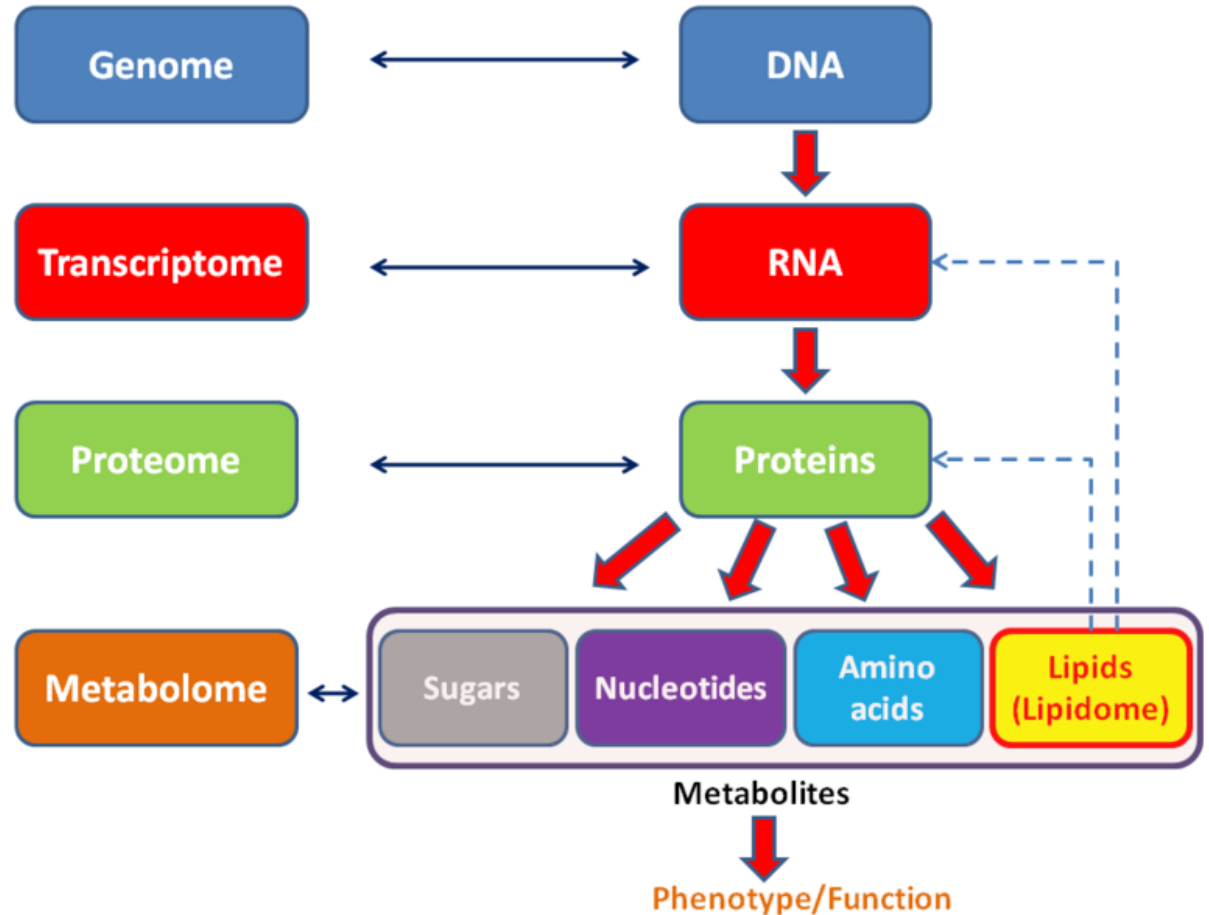 Genome
DNA
Transcriptome
RNA
Proteome
Proteins
Metabolome
Sugars
Nucleotides
Amino
acids
Lipids
(Lipidome)
Metabolites
Phenotype/Function